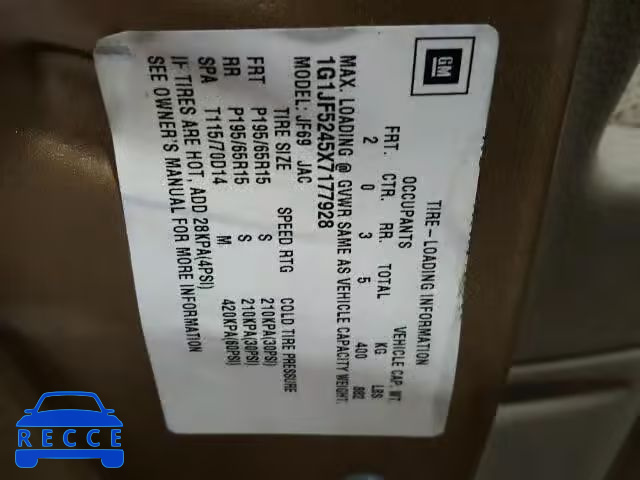 GM
TIRE-LOADING INFORMATION
OCCUPANTS VEHICLE CAP. WT.
FRT. CTR. RR. TOTAL KG LBS
2 0 3 5 400 882
MAX. LOADING @ GVWR SAME AS VEHICLE CAPACITY WEIGHT.
1G1JF5245X7177928
MODEL: JF69 JAC
TIRE SIZE SPEED RTG COLD TIRE PRESSURE
FRT P195/65R15 S 210KPA(30PSI)
RR P195/65R15 S 210KPA(30PSI)
SPA T115/70D14 M 420KPA(60PSI)
IF TIRES ARE HOT, ADD 28KPA(4PSI)
SEE OWNER'S MANUAL FOR MORE INFORMATION
RECCE